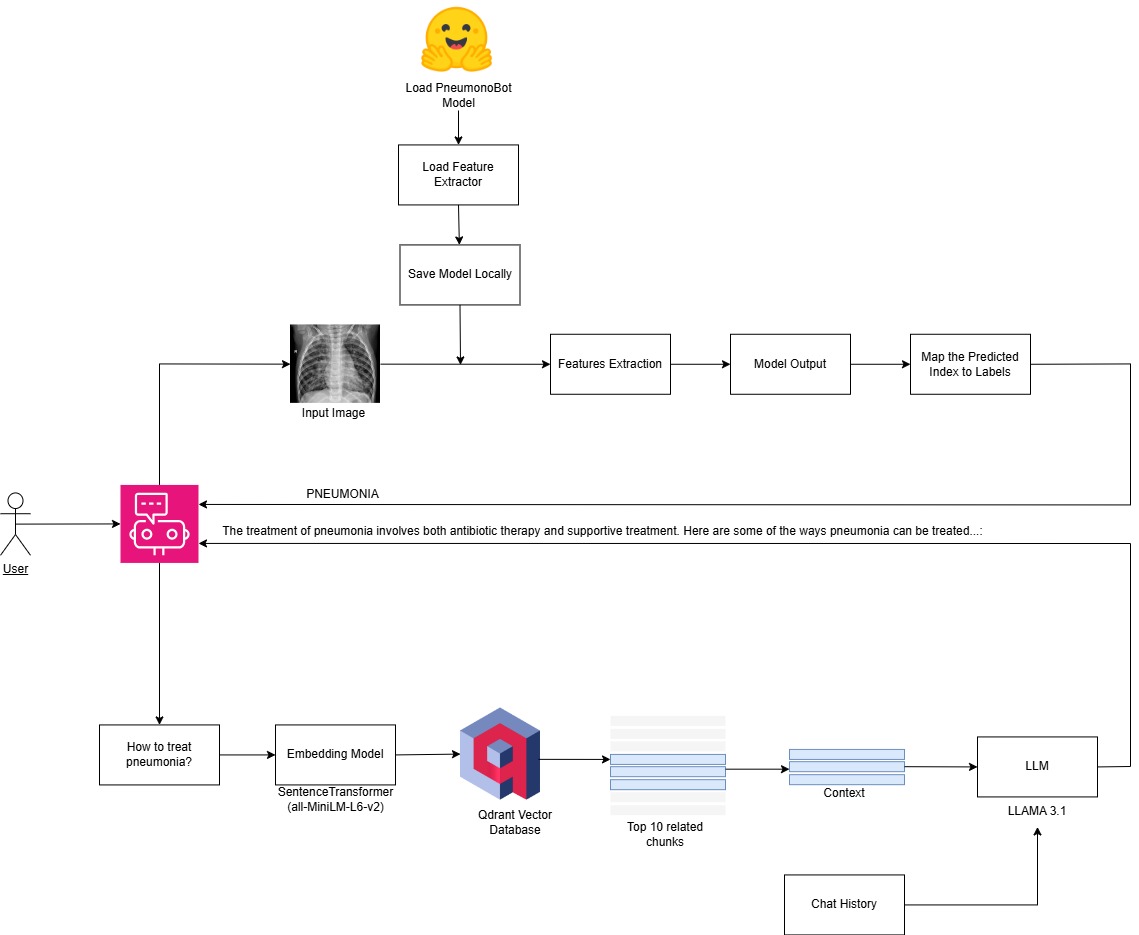 Load PneumonoBot
Model
Load Feature
Extractor
Save Model Locally
Input Image
Features Extraction
Model Output
Map the Predicted
Index to Labels
PNEUMONIA
The treatment of pneumonia involves both antibiotic therapy and supportive treatment. Here are some of the ways pneumonia can be treated...:
User
How to treat
pneumonia?
Embedding Model
SentenceTransformer
(all-MiniLM-L6-v2)
Qdrant Vector
Database
Top 10 related
chunks
Context
LLM
LLAMA 3.1
Chat History